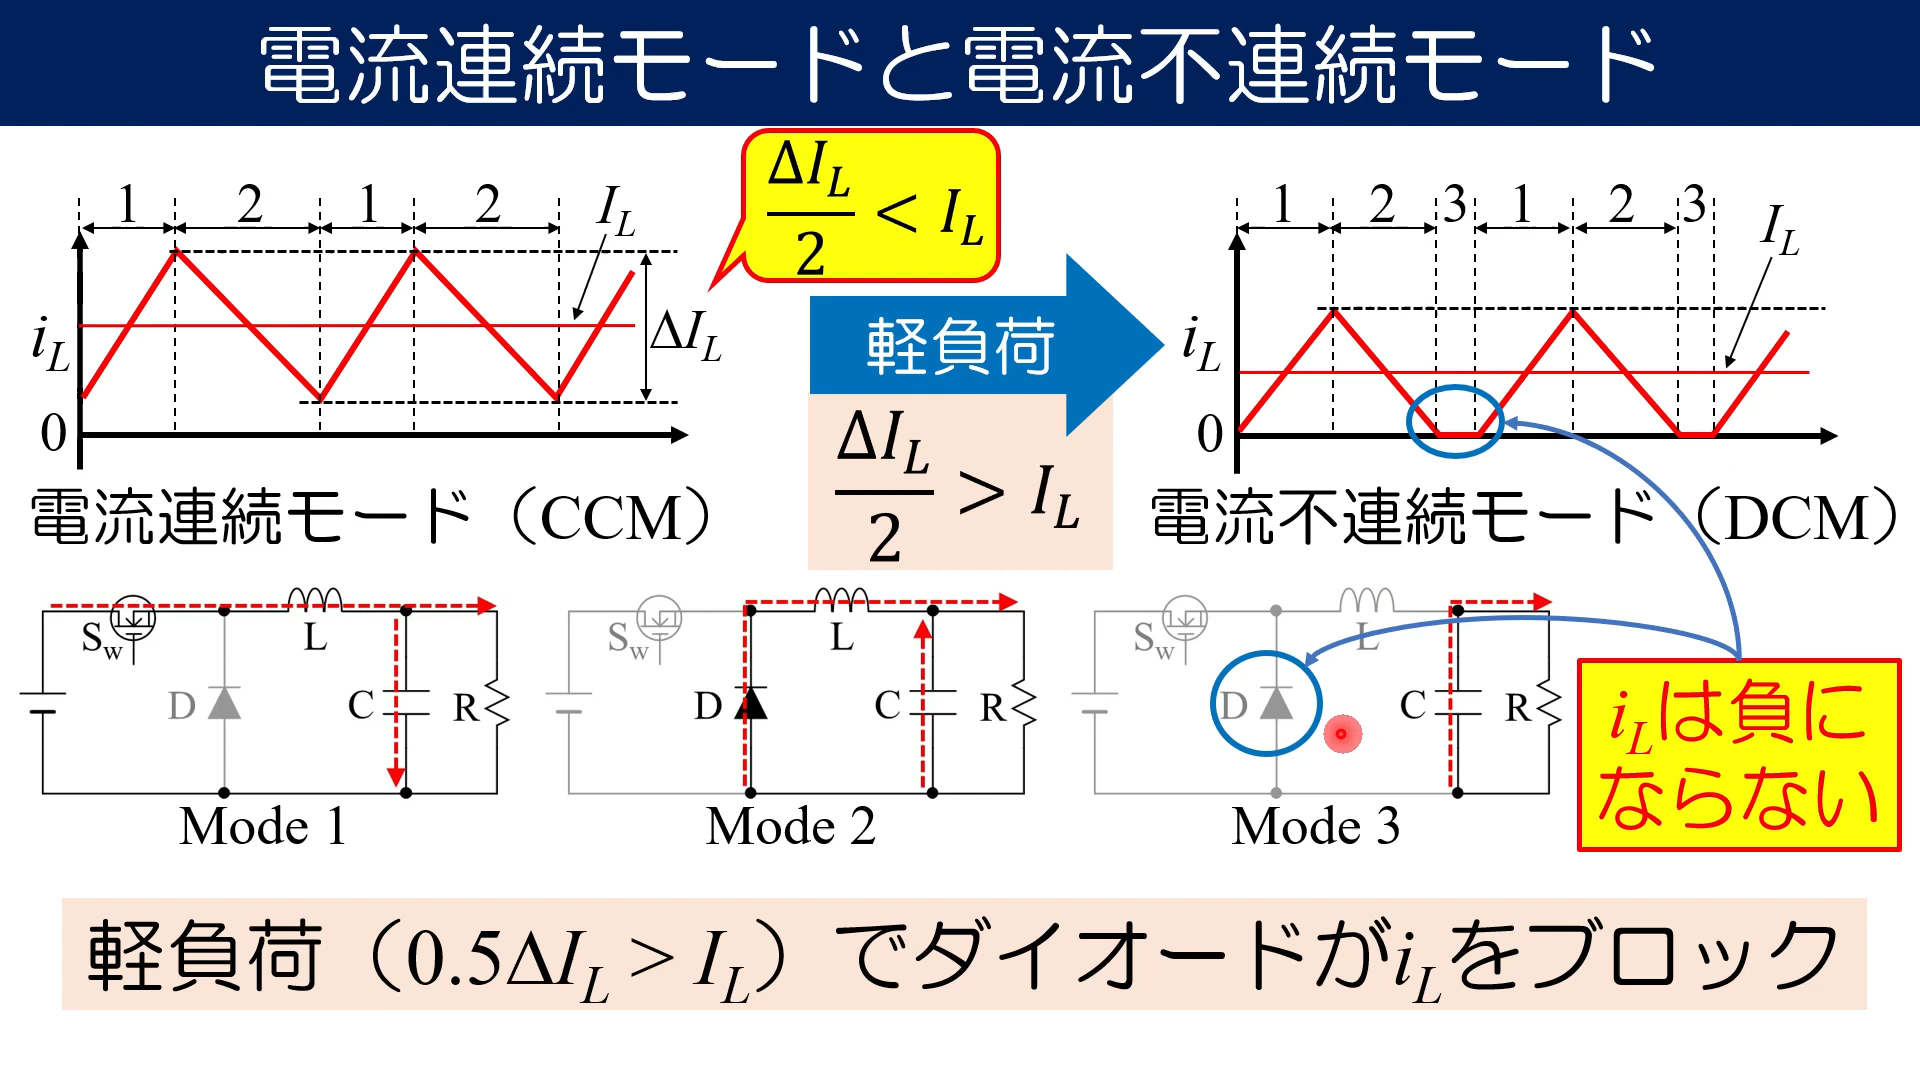 電流連続モードと電流不連続モード
1 2 1 2 I_L
i_L
0
ΔI_L
ΔI_L/2 < I_L
軽負荷
ΔI_L/2 > I_L
1 2 3 1 2 3 I_L
i_L
0
電流連続モード（CCM）
電流不連続モード（DCM）
S_w L D C R
Mode 1
S_w L D C R
Mode 2
S_w L D C R
Mode 3
i_Lは負に
ならない
軽負荷（0.5ΔI_L > I_L）でダイオードがi_Lをブロック